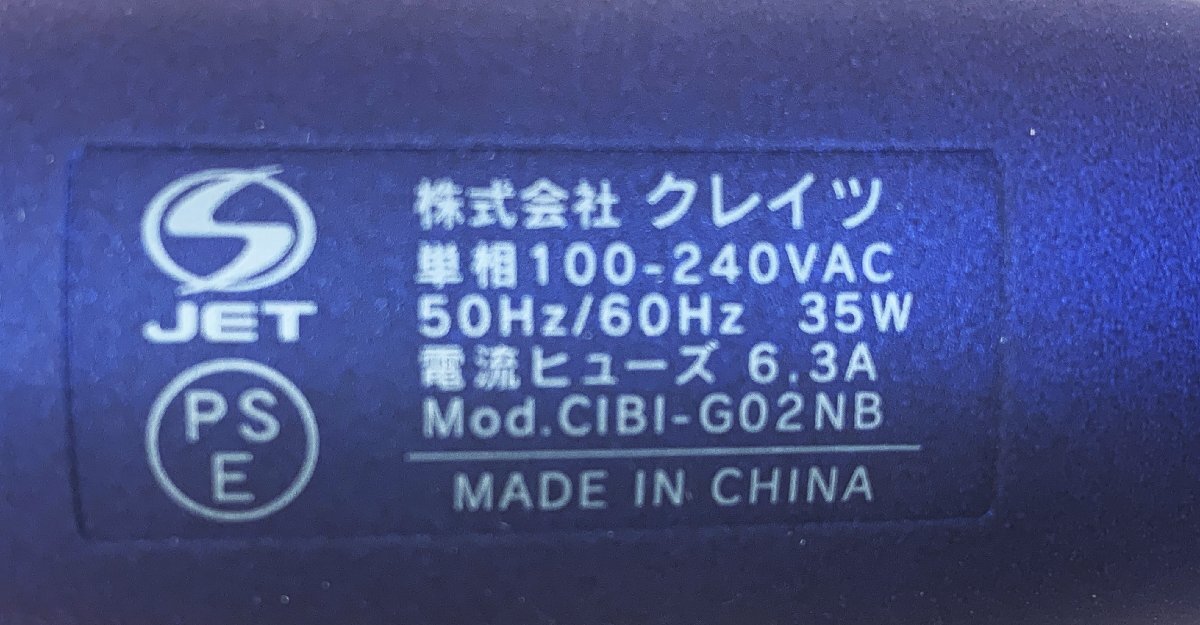 JET
PS
E
株式会社 クレイツ
単相100-240VAC
50Hz/60Hz 35W
電流ヒューズ 6.3A
Mod.CIBI-G02NB
MADE IN CHINA